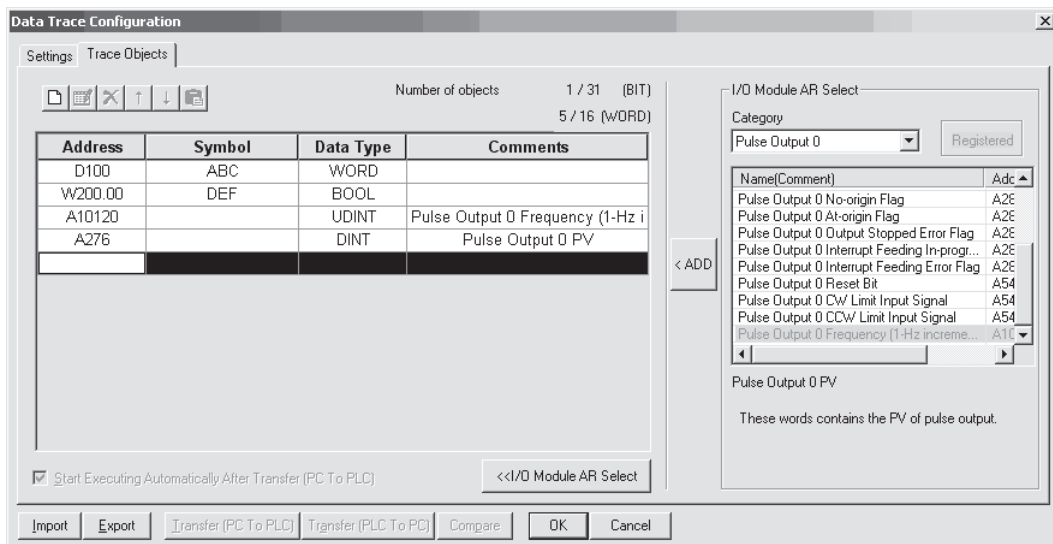 Data Trace Configuration
Settings Trace Objects
Number of objects 1 / 31 (BIT)
5 / 16 (WORD)
Address Symbol Data Type Comments
D100 ABC WORD
W200.00 DEF BOOL
A10120 UDINT Pulse Output 0 Frequency (1-Hz i
A276 DINT Pulse Output 0 PV
< ADD
I/O Module AR Select
Category
Pulse Output 0 Registered
Name(Comment) Adc
Pulse Output 0 No-origin Flag A28
Pulse Output 0 At-origin Flag A28
Pulse Output 0 Output Stopped Error Flag A28
Pulse Output 0 Interrupt Feeding In-progr... A28
Pulse Output 0 Interrupt Feeding Error Flag A28
Pulse Output 0 Reset Bit A54
Pulse Output 0 CW Limit Input Signal A54
Pulse Output 0 CCW Limit Input Signal A54
Pulse Output 0 Frequency (1-Hz increme... A10
Pulse Output 0 PV
These words contains the PV of pulse output.
Start Executing Automatically After Transfer (PC To PLC)
<<I/O Module AR Select
Import Export Transfer (PC To PLC) Transfer (PLC To PC) Compare OK Cancel